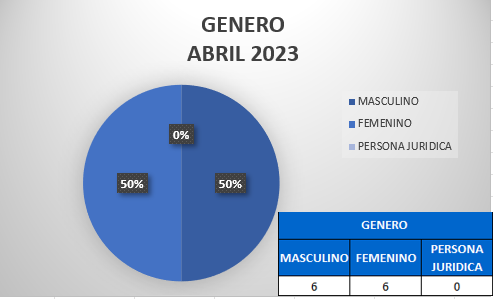 GENERO
ABRIL 2023
MASCULINO
FEMENINO
PERSONA JURIDICA
0%
50%
50%
GENERO
MASCULINO FEMENINO PERSONA JURIDICA
6 6 0